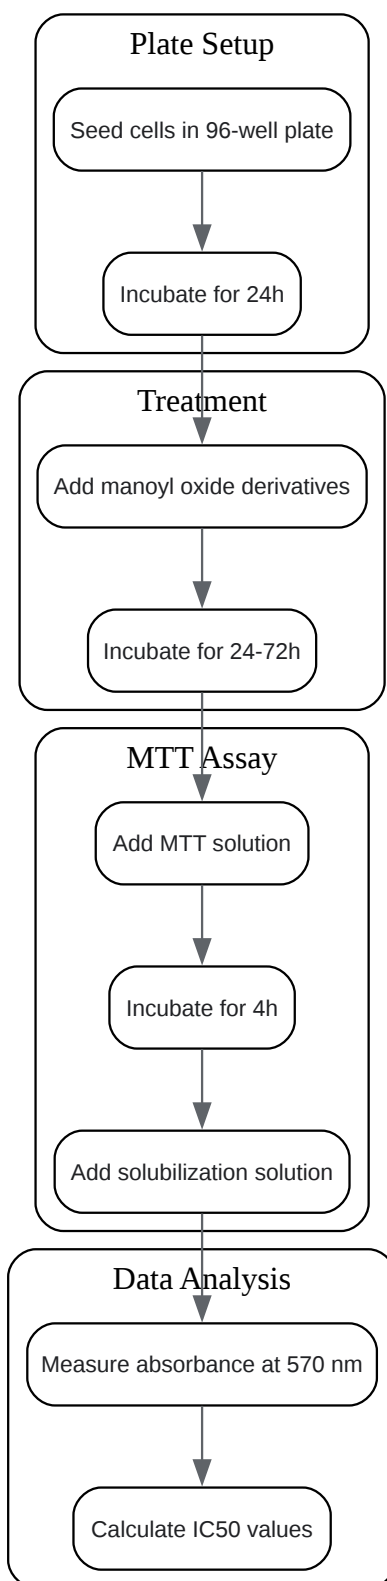 Plate Setup
Seed cells in 96-well plate
Incubate for 24h
Treatment
Add manoyl oxide derivatives
Incubate for 24-72h
MTT Assay
Add MTT solution
Incubate for 4h
Add solubilization solution
Data Analysis
Measure absorbance at 570 nm
Calculate IC50 values